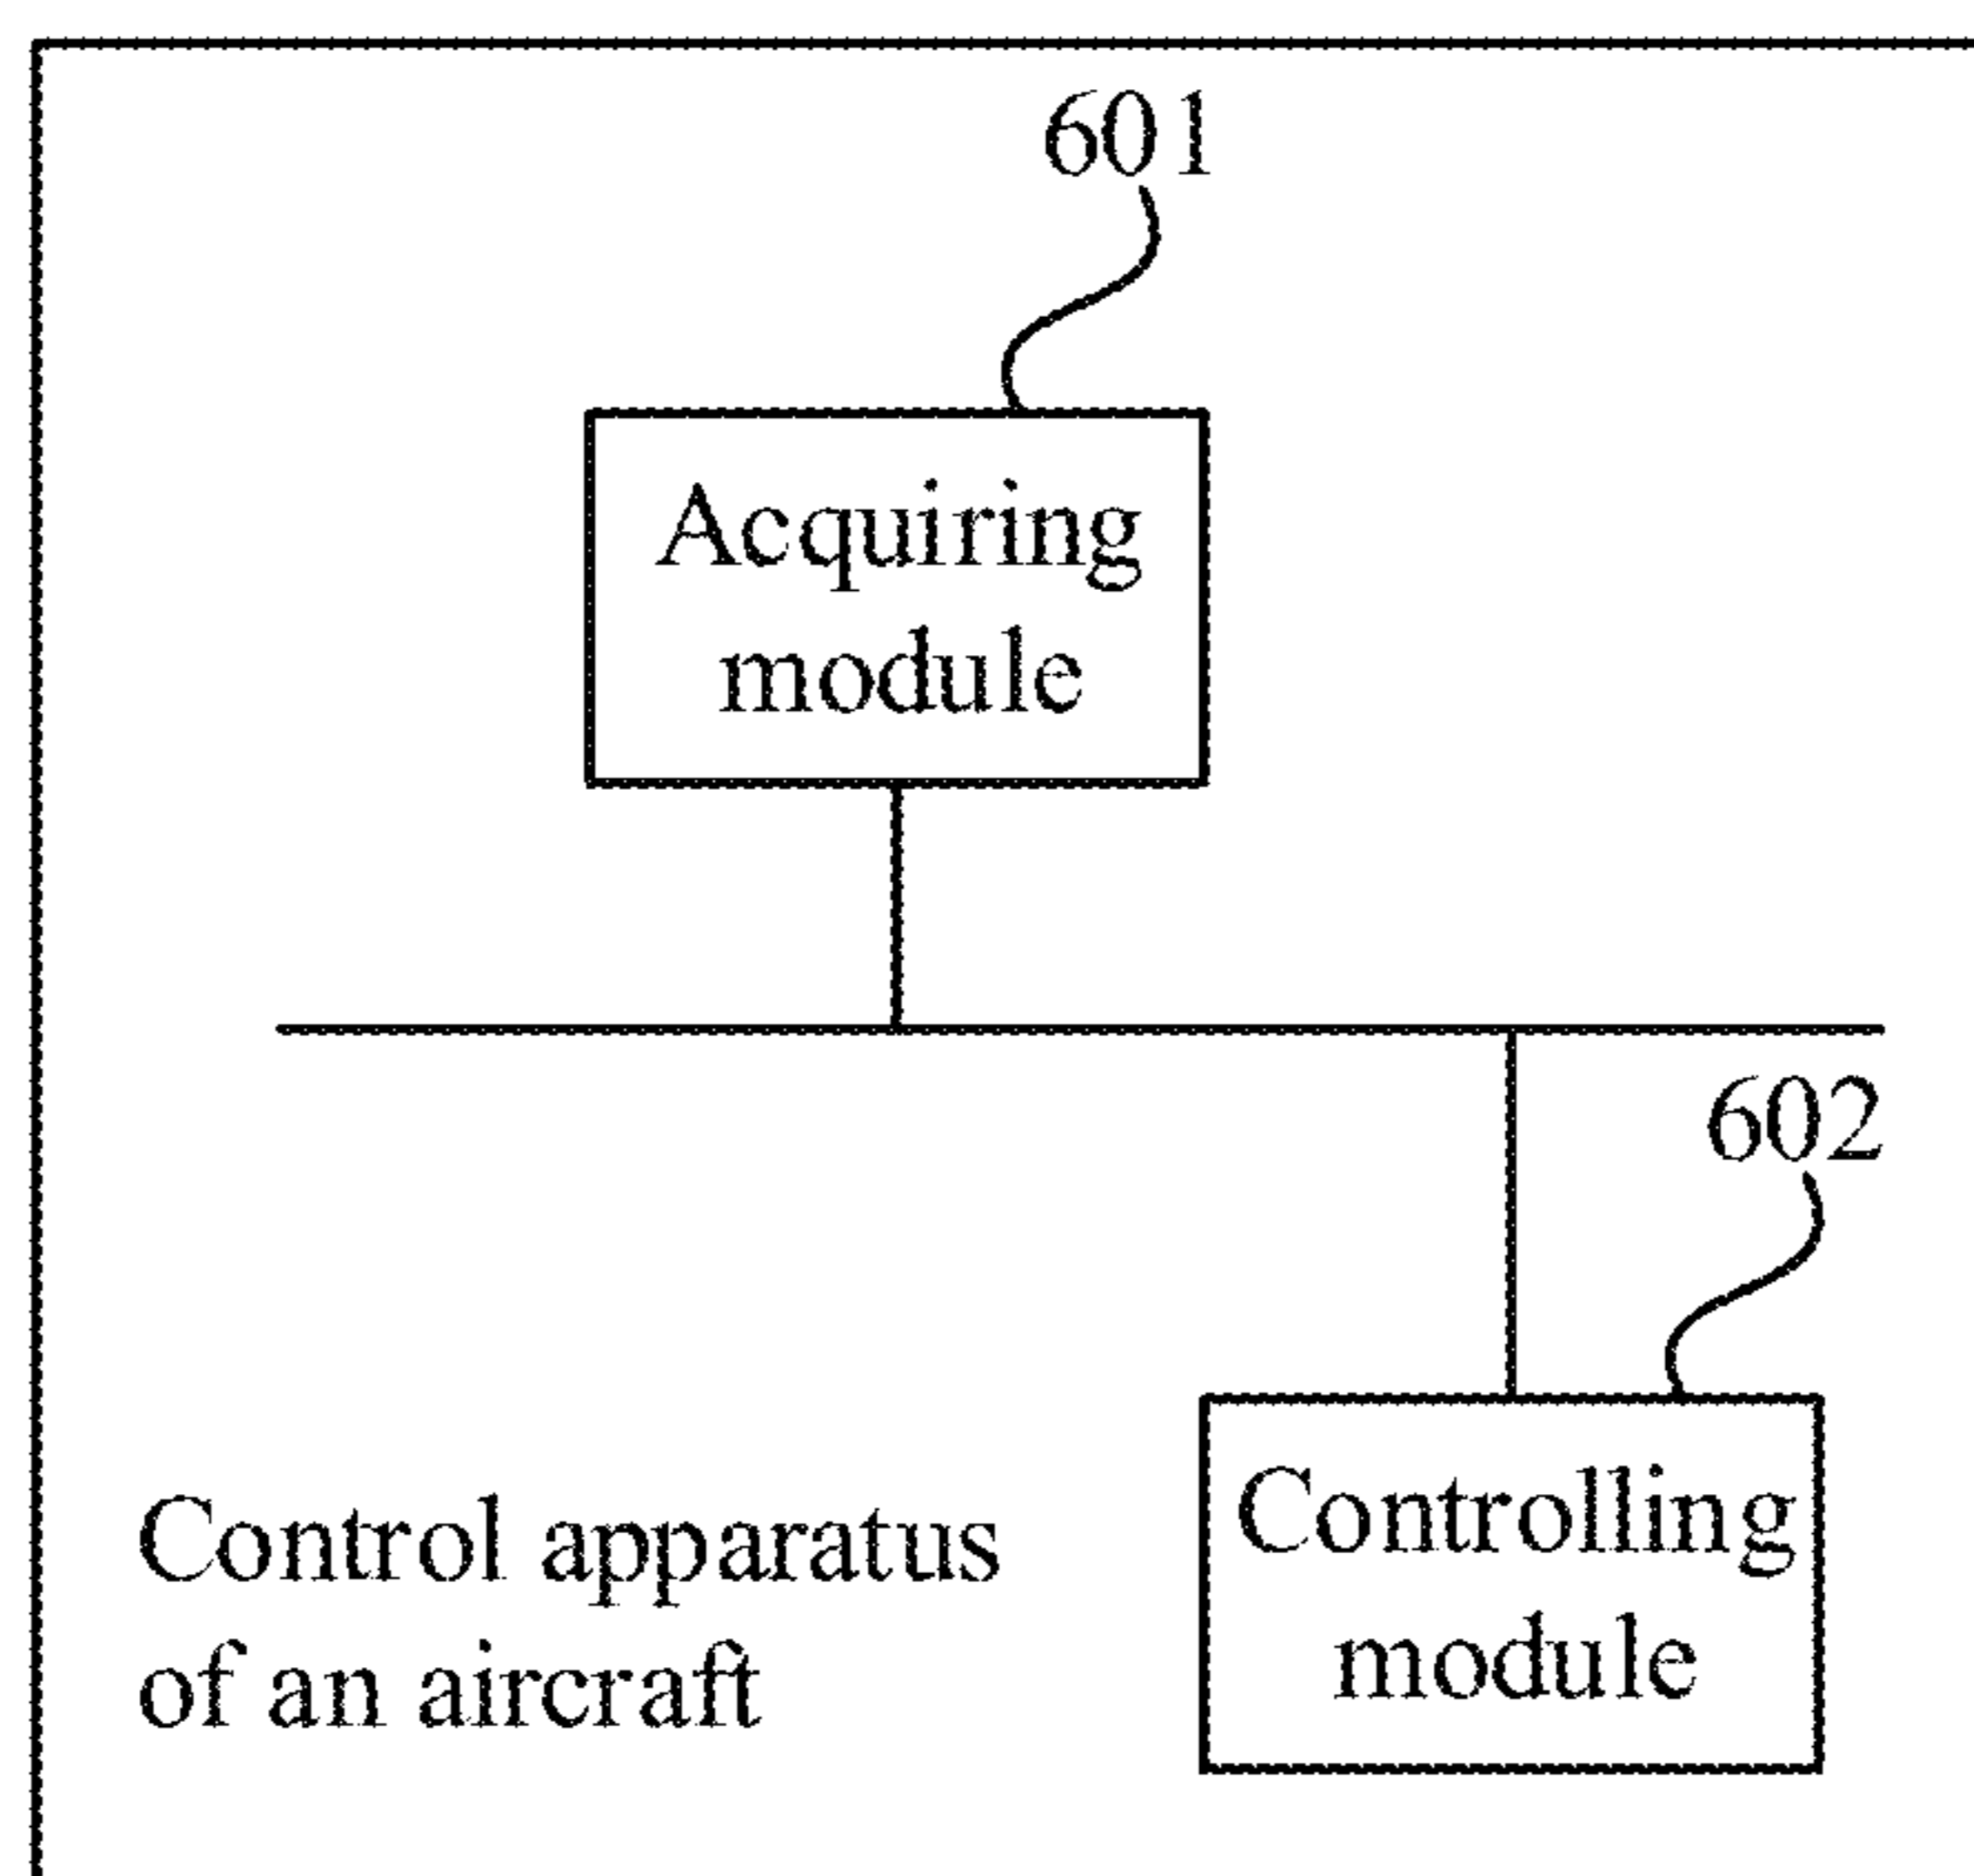 601
Acquiring
module
602
Controlling
module
Control apparatus
of an aircraft